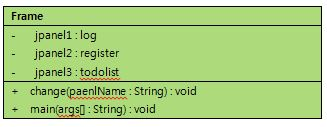 Frame
- jpanel1 : log
- jpanel2 : register
- jpanel3 : todolist
+ change(paenlName : String) : void
+ main(args[] : String) : void